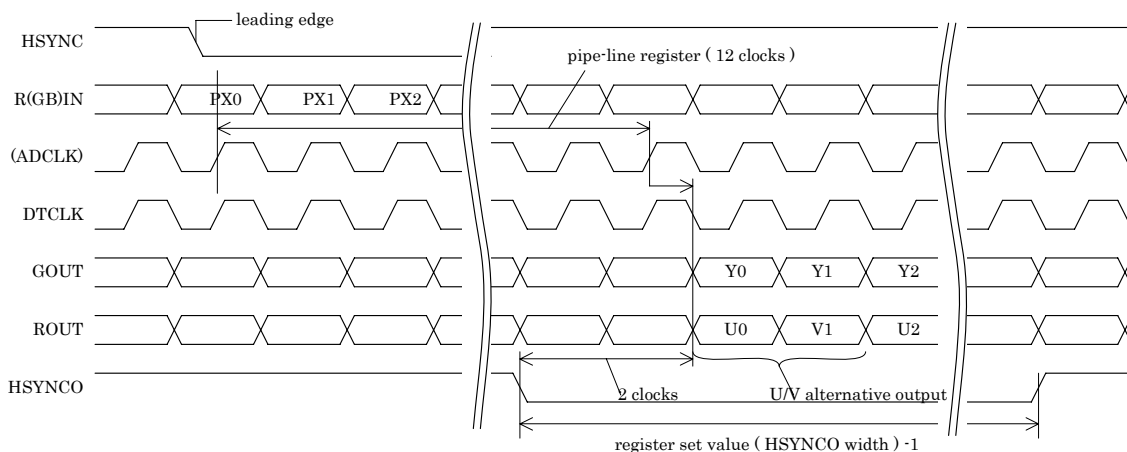 leading edge
HSYNC
pipe-line register ( 12 clocks )
R(GB)IN PX0 PX1 PX2
(ADCLK)
DTCLK
GOUT Y0 Y1 Y2
ROUT U0 V1 U2
HSYNCO 2 clocks U/V alternative output
register set value ( HSYNCO width ) -1